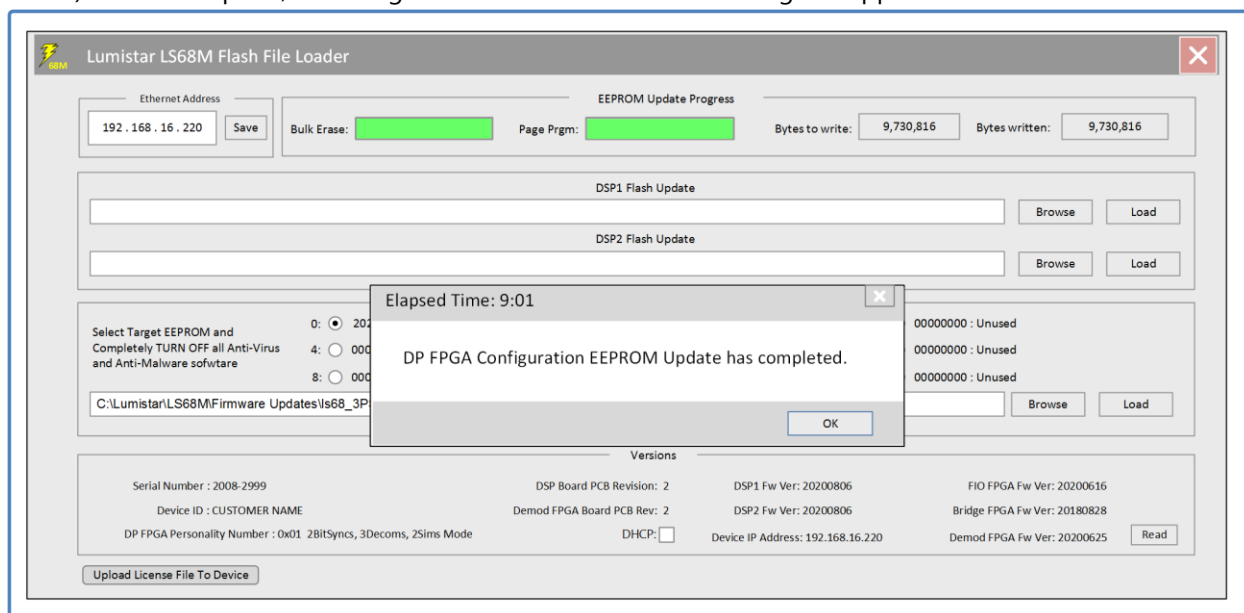 Lumistar LS68M Flash File Loader
68M
Ethernet Address
192 . 168 . 16 . 220 Save
EEPROM Update Progress
Bulk Erase: Page Prgm: Bytes to write: 9,730,816 Bytes written: 9,730,816
DSP1 Flash Update
Browse Load
DSP2 Flash Update
Browse Load
Elapsed Time: 9:01
DP FPGA Configuration EEPROM Update has completed.
OK
Select Target EEPROM and
Completely TURN OFF all Anti-Virus
and Anti-Malware sofwtare
0: 202 00000000 : Unused
4: 000 00000000 : Unused
8: 000 00000000 : Unused
C:\Lumistar\LS68M\Firmware Updates\ls68_3P Browse Load
Versions
Serial Number : 2008-2999 DSP Board PCB Revision: 2 DSP1 Fw Ver: 20200806 FIO FPGA Fw Ver: 20200616
Device ID : CUSTOMER NAME Demod FPGA Board PCB Rev: 2 DSP2 Fw Ver: 20200806 Bridge FPGA Fw Ver: 20180828
DP FPGA Personality Number : 0x01 2BitSyncs, 3Decoms, 2Sims Mode DHCP: Device IP Address: 192.168.16.220 Demod FPGA Fw Ver: 20200625 Read
Upload License File To Device